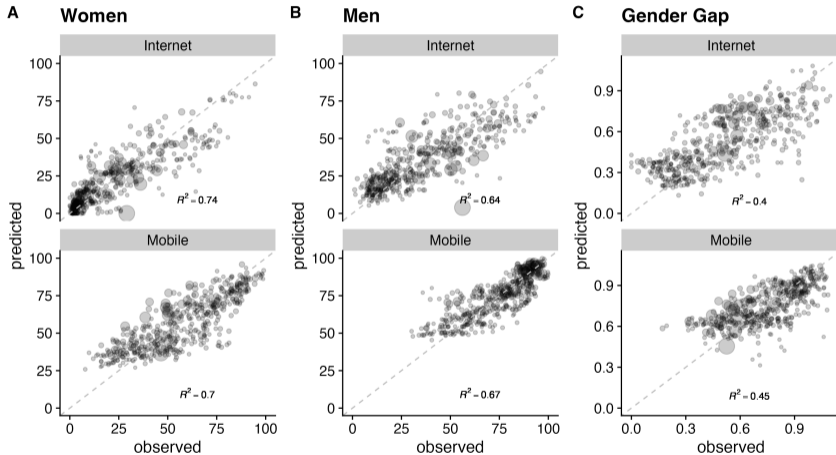 A Women
Internet
100
75
50
25
0
R² = 0.74
Mobile
100
75
50
25
0
R² = 0.7
0 25 50 75 100
observed
predicted
predicted
B Men
Internet
100
75
50
25
0
R² = 0.64
Mobile
100
75
50
25
0
R² = 0.67
0 25 50 75 100
observed
predicted
predicted
C Gender Gap
Internet
0.9
0.6
0.3
0.0
R² = 0.4
Mobile
0.9
0.6
0.3
0.0
R² = 0.45
0.0 0.3 0.6 0.9
observed
predicted
predicted